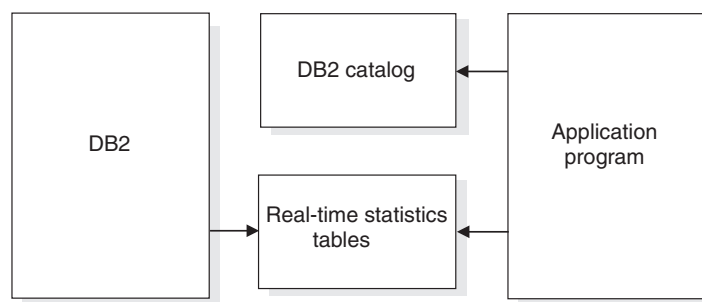 DB2 catalog
DB2
Application
program
Real-time statistics
tables